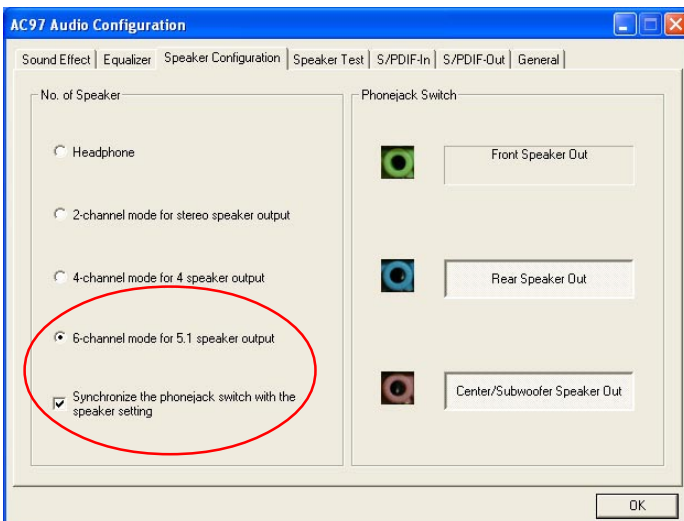 AC97 Audio Configuration
Sound Effect Equalizer Speaker Configuration Speaker Test S/PDIF-In S/PDIF-Out General
No. of Speaker
Headphone
2-channel mode for stereo speaker output
4-channel mode for 4 speaker output
6-channel mode for 5.1 speaker output
Synchronize the phonejack switch with the
speaker setting
Phonejack Switch
Front Speaker Out
Rear Speaker Out
Center/Subwoofer Speaker Out
OK